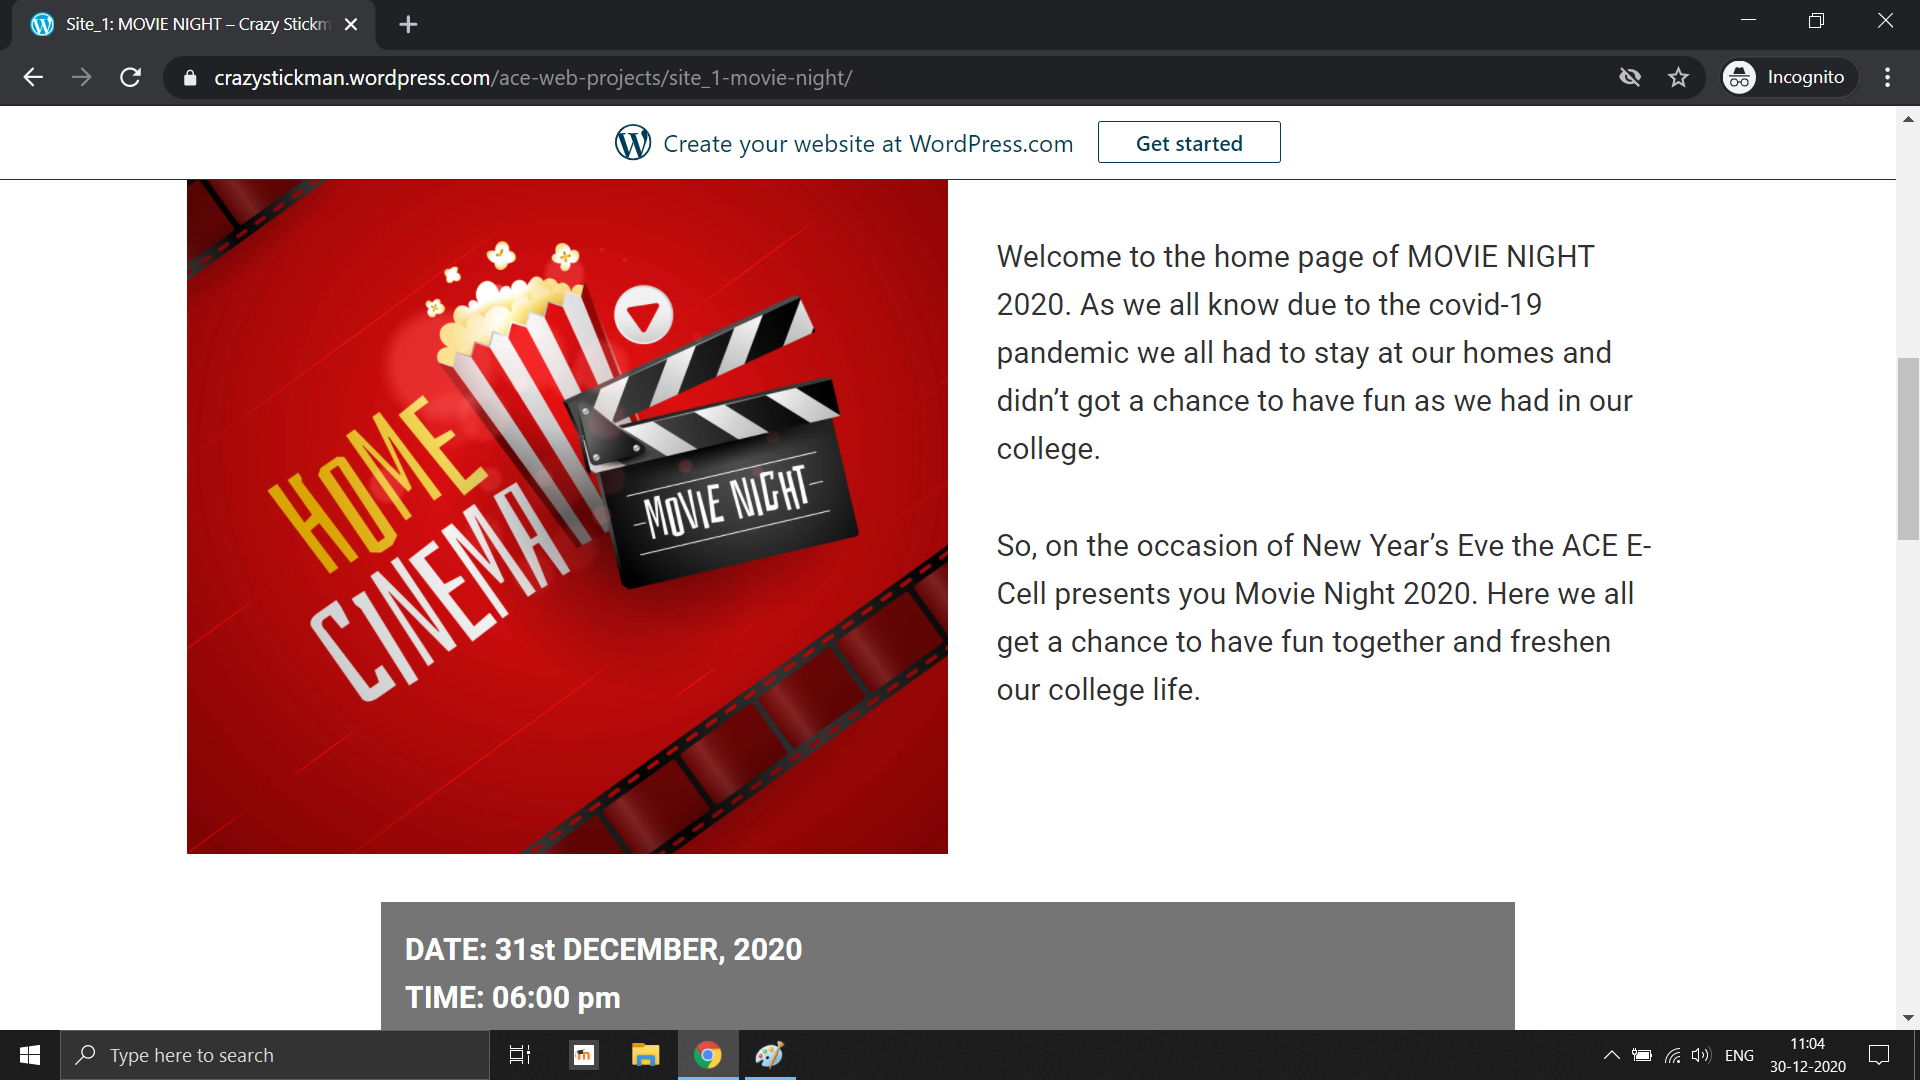 Site_1: MOVIE NIGHT – Crazy Stickm
crazystickman.wordpress.com/ace-web-projects/site_1-movie-night/
Incognito
Create your website at WordPress.com
Get started
HOME
CINEMA
MOVIE NIGHT
Welcome to the home page of MOVIE NIGHT
2020. As we all know due to the covid-19
pandemic we all had to stay at our homes and
didn’t got a chance to have fun as we had in our
college.
So, on the occasion of New Year’s Eve the ACE E-
Cell presents you Movie Night 2020. Here we all
get a chance to have fun together and freshen
our college life.
DATE: 31st DECEMBER, 2020
TIME: 06:00 pm
Type here to search
ENG
11:04
30-12-2020